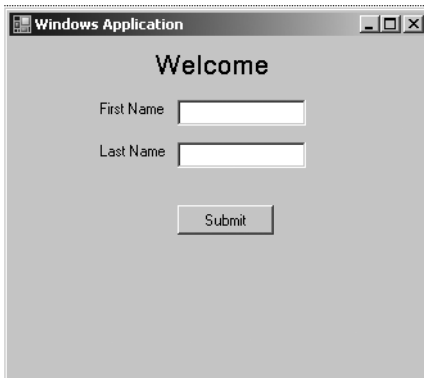 Windows Application
Welcome
First Name
Last Name
Submit